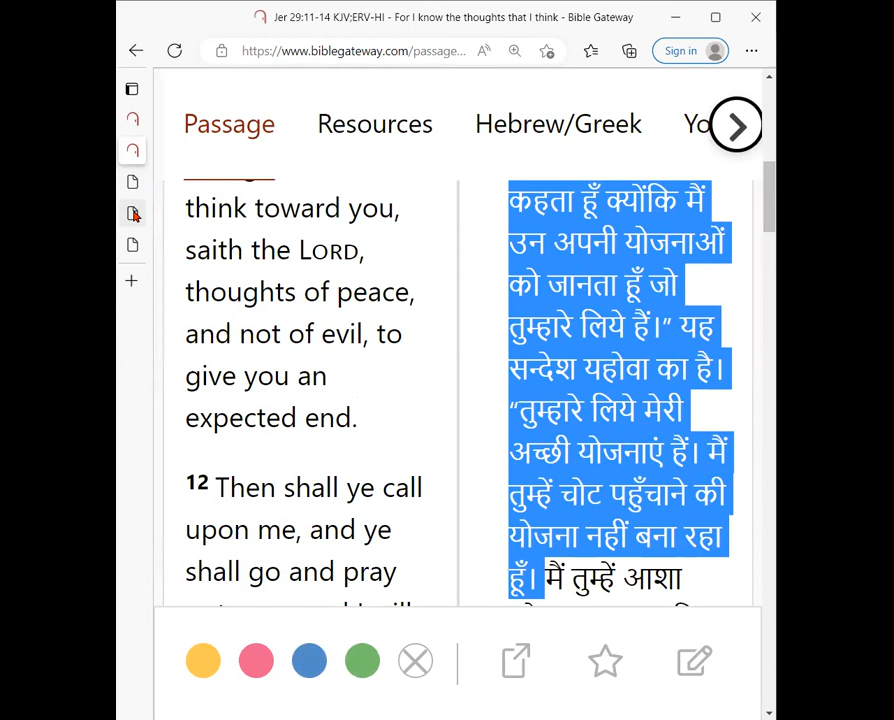 Jer 29:11-14 KJV;ERV-HI - For I know the thoughts that I think - Bible Gateway
https://www.biblegateway.com/passage...
Sign in
Passage Resources Hebrew/Greek Yo
think toward you,
saith the LORD,
thoughts of peace,
and not of evil, to
give you an
expected end.
12 Then shall ye call
upon me, and ye
shall go and pray
कहता हूँ क्योंकि मैं
उन अपनी योजनाओं
को जानता हूँ जो
तुम्हारे लिये हैं।” यह
सन्देश यहोवा का है।
“तुम्हारे लिये मेरी
अच्छी योजनाएं हैं। मैं
तुम्हें चोट पहुँचाने की
योजना नहीं बना रहा
हूँ। मैं तुम्हें आशा